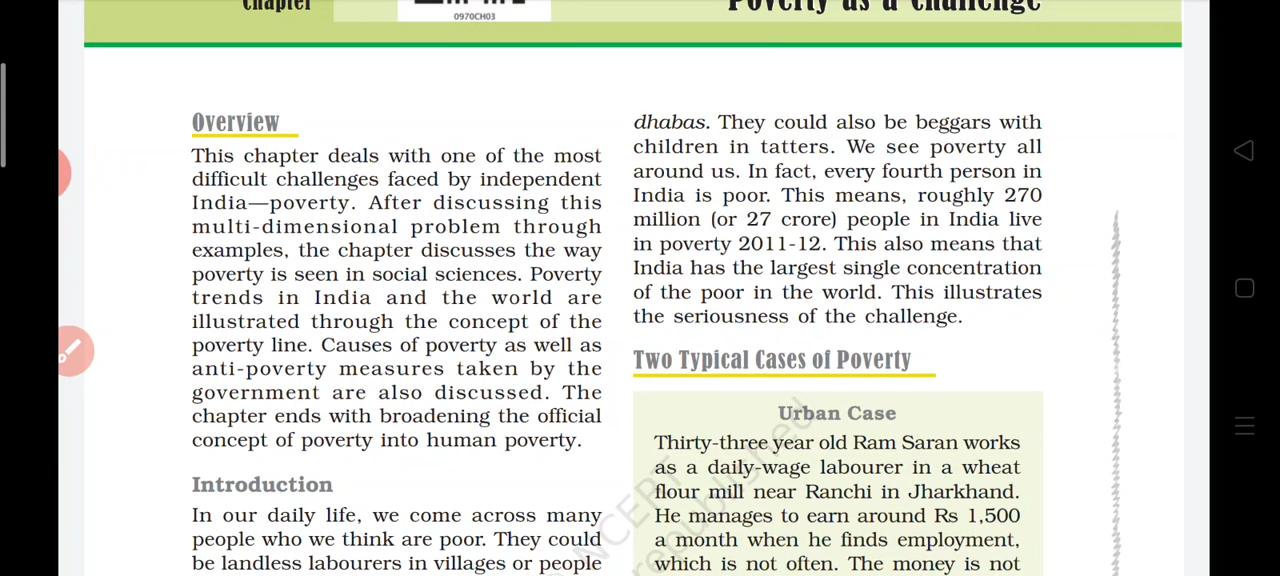 Chapter
0970CH03
Poverty as a Challenge
Overview
This chapter deals with one of the most
difficult challenges faced by independent
India—poverty. After discussing this
multi-dimensional problem through
examples, the chapter discusses the way
poverty is seen in social sciences. Poverty
trends in India and the world are
illustrated through the concept of the
poverty line. Causes of poverty as well as
anti-poverty measures taken by the
government are also discussed. The
chapter ends with broadening the official
concept of poverty into human poverty.
Introduction
In our daily life, we come across many
people who we think are poor. They could
be landless labourers in villages or people
dhabas. They could also be beggars with
children in tatters. We see poverty all
around us. In fact, every fourth person in
India is poor. This means, roughly 270
million (or 27 crore) people in India live
in poverty 2011-12. This also means that
India has the largest single concentration
of the poor in the world. This illustrates
the seriousness of the challenge.
Two Typical Cases of Poverty
Urban Case
Thirty-three year old Ram Saran works
as a daily-wage labourer in a wheat
flour mill near Ranchi in Jharkhand.
He manages to earn around Rs 1,500
a month when he finds employment,
which is not often. The money is not
NCERT
republished